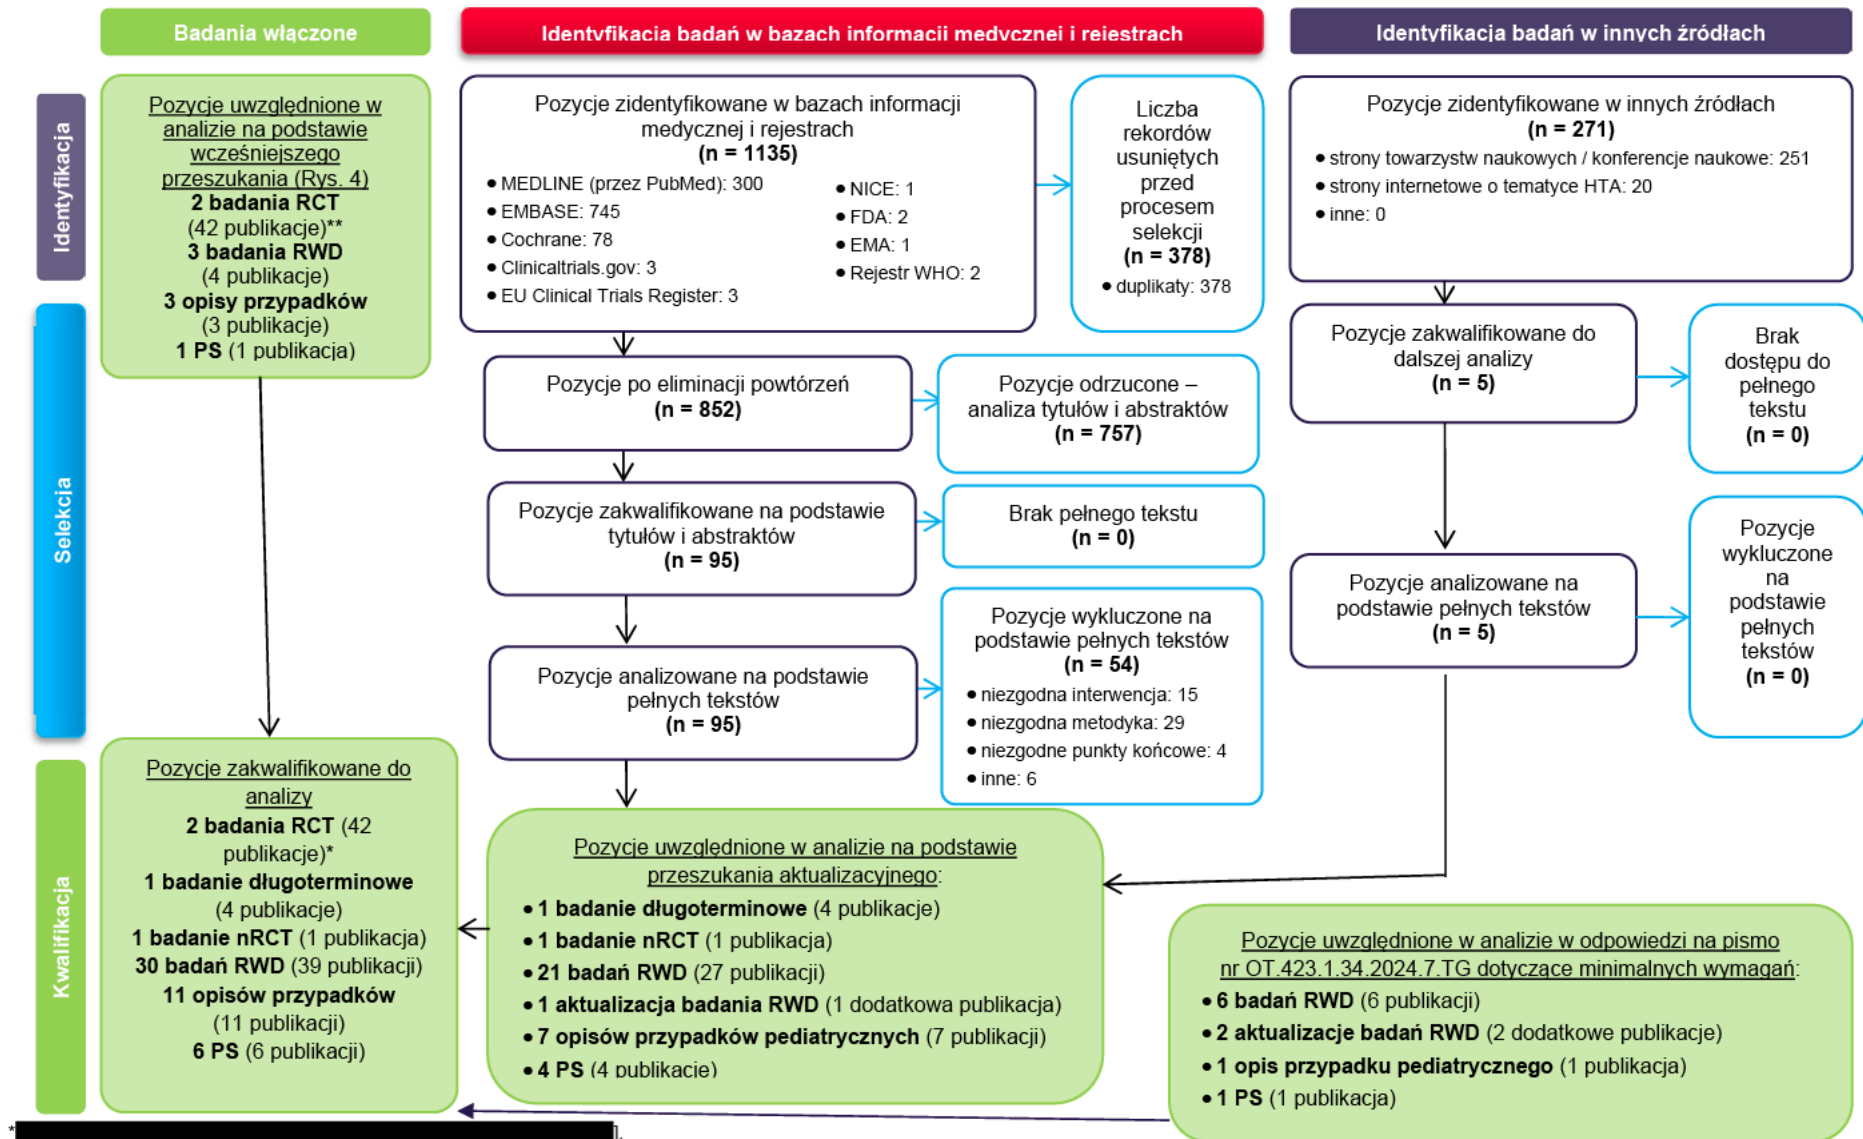 Badania włączone
Identyfikacja badań w bazach informacji medycznej i rejestrach
Identyfikacja badań w innych źródłach
Identyfikacja
Pozycje uwzględnione w
analizie na podstawie
wcześniejszego
przeszukania (Rys. 4)
2 badania RCT
(42 publikacje)**
3 badania RWD
(4 publikacje)
3 opisy przypadków
(3 publikacje)
1 PS (1 publikacja)
Pozycje zidentyfikowane w bazach informacji
medycznej i rejestrach
(n = 1135)
• MEDLINE (przez PubMed): 300
• EMBASE: 745
• Cochrane: 78
• Clinicaltrials.gov: 3
• EU Clinical Trials Register: 3
• NICE: 1
• FDA: 2
• EMA: 1
• Rejestr WHO: 2
Liczba
rekordów
usuniętych
przed
procesem
selekcji
(n = 378)
• duplikaty: 378
Pozycje zidentyfikowane w innych źródłach
(n = 271)
• strony towarzystw naukowych / konferencje naukowe: 251
• strony internetowe o tematyce HTA: 20
• inne: 0
Selekcja
Pozycje po eliminacji powtórzeń
(n = 852)
Pozycje odrzucone –
analiza tytułów i abstraktów
(n = 757)
Pozycje zakwalifikowane do
dalszej analizy
(n = 5)
Brak
dostępu do
pełnego
tekstu
(n = 0)
Pozycje zakwalifikowane na podstawie
tytułów i abstraktów
(n = 95)
Brak pełnego tekstu
(n = 0)
Pozycje analizowane na podstawie
pełnych tekstów
(n = 95)
Pozycje wykluczone na
podstawie pełnych tekstów
(n = 54)
• niezgodna interwencja: 15
• niezgodna metodyka: 29
• niezgodne punkty końcowe: 4
• inne: 6
Pozycje analizowane na
podstawie pełnych tekstów
(n = 5)
Pozycje
wykluczone
na
podstawie
pełnych
tekstów
(n = 0)
Kwalifikacja
Pozycje zakwalifikowane do
analizy
2 badania RCT (42
publikacje)*
1 badanie długoterminowe
(4 publikacje)
1 badanie nRCT (1 publikacja)
30 badań RWD (39 publikacji)
11 opisów przypadków
(11 publikacji)
6 PS (6 publikacji)
Pozycje uwzględnione w analizie na podstawie
przeszukania aktualizacyjnego:
• 1 badanie długoterminowe (4 publikacje)
• 1 badanie nRCT (1 publikacja)
• 21 badań RWD (27 publikacji)
• 1 aktualizacja badania RWD (1 dodatkowa publikacja)
• 7 opisów przypadków pediatrycznych (7 publikacji)
• 4 PS (4 publikacje)
Pozycje uwzględnione w analizie w odpowiedzi na pismo
nr OT.423.1.34.2024.7.TG dotyczące minimalnych wymagań:
• 6 badań RWD (6 publikacji)
• 2 aktualizacje badań RWD (2 dodatkowe publikacje)
• 1 opis przypadku pediatrycznego (1 publikacja)
• 1 PS (1 publikacja)
* ].